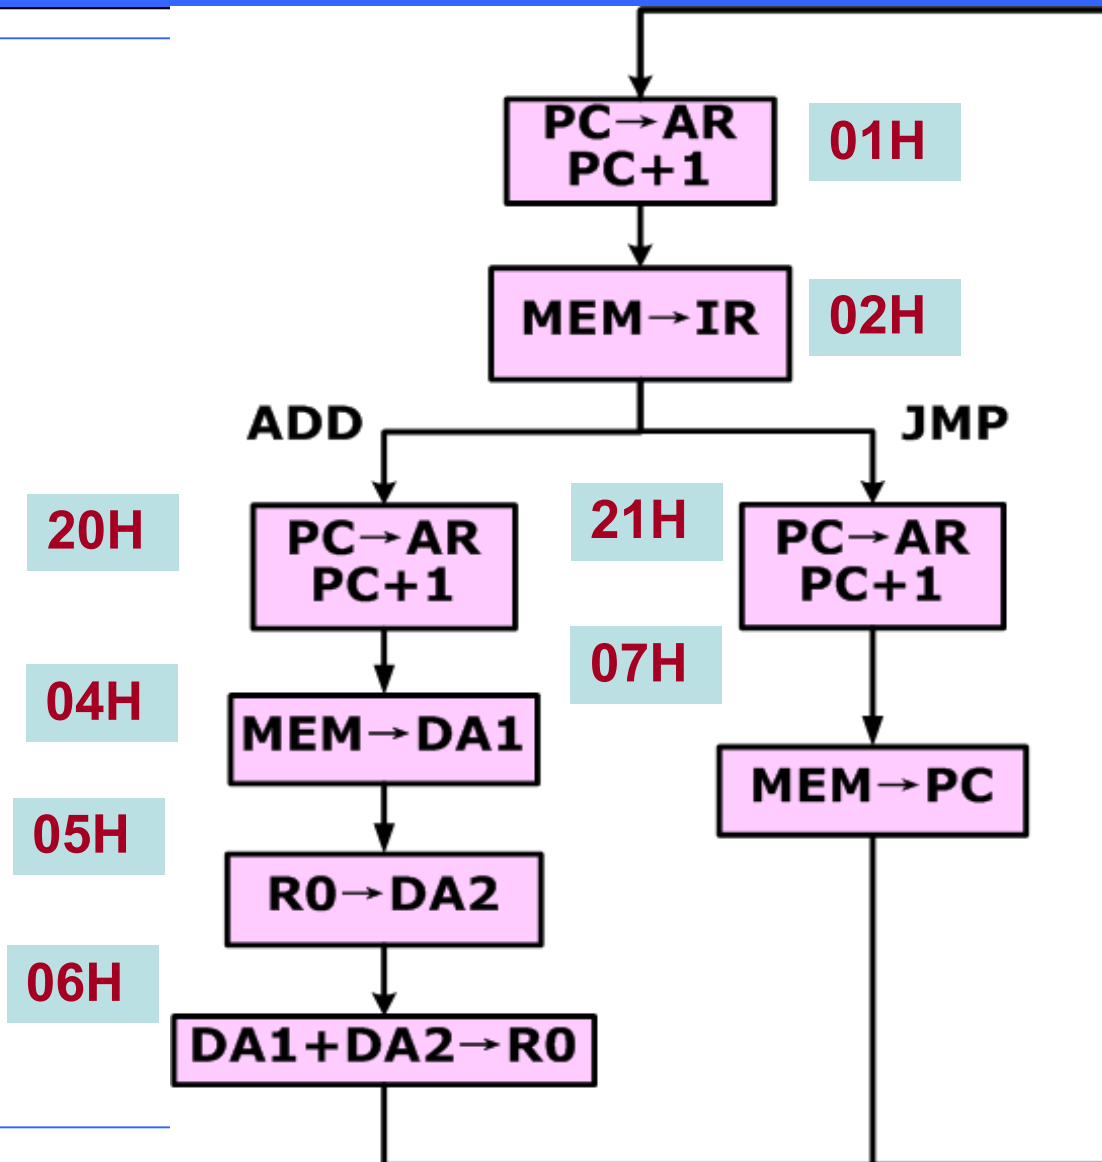 PC→AR
PC+1
01H
MEM→IR
02H
ADD
JMP
20H
PC→AR
PC+1
21H
PC→AR
PC+1
07H
04H
MEM→DA1
MEM→PC
05H
R0→DA2
06H
DA1+DA2→R0